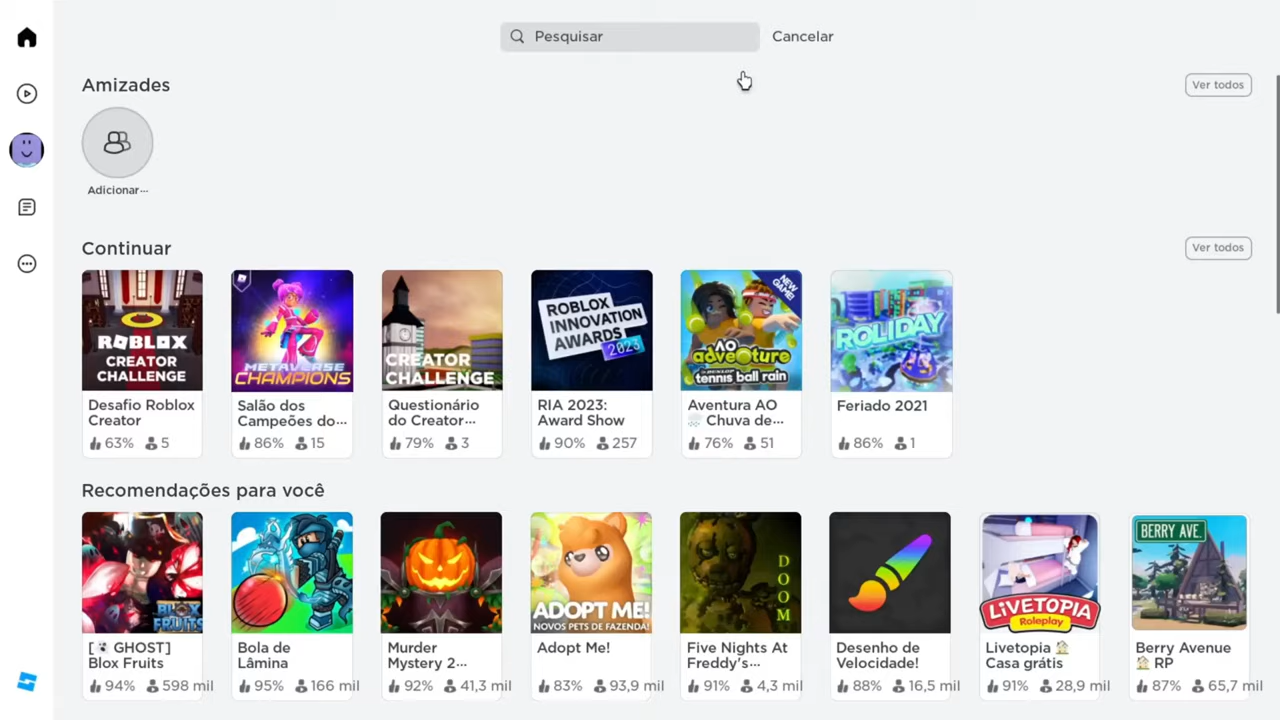 Pesquisar
Cancelar
Amizades
Ver todos
Adicionar...
Continuar
Ver todos
ROBLOX
CREATOR
CHALLENGE
METAVERSE
CHAMPIONS
CREATOR
CHALLENGE
ROBLOX
INNOVATION
AWARDS
2023
NEW
GAME!
AO
adventure
DUNLOP
tennis ball rain
ROLIDAY
Desafio Roblox
Creator
Salão dos
Campeões do...
Questionário
do Creator...
RIA 2023:
Award Show
Aventura AO
Chuva de...
Feriado 2021
63% 5
86% 15
79% 3
90% 257
76% 51
86% 1
Recomendações para você
BLOX
FRUITS
ADOPT ME!
NOVOS PETS DE FAZENDA!
DOOM
LIVETOPIA
Roleplay
BERRY AVE.
[ GHOST]
Blox Fruits
Bola de
Lâmina
Murder
Mystery 2...
Adopt Me!
Five Nights At
Freddy's...
Desenho de
Velocidade!
Livetopia
Casa grátis
Berry Avenue
RP
94% 598 mil
95% 166 mil
92% 41,3 mil
83% 93,9 mil
91% 4,3 mil
88% 16,5 mil
91% 28,9 mil
87% 65,7 mil